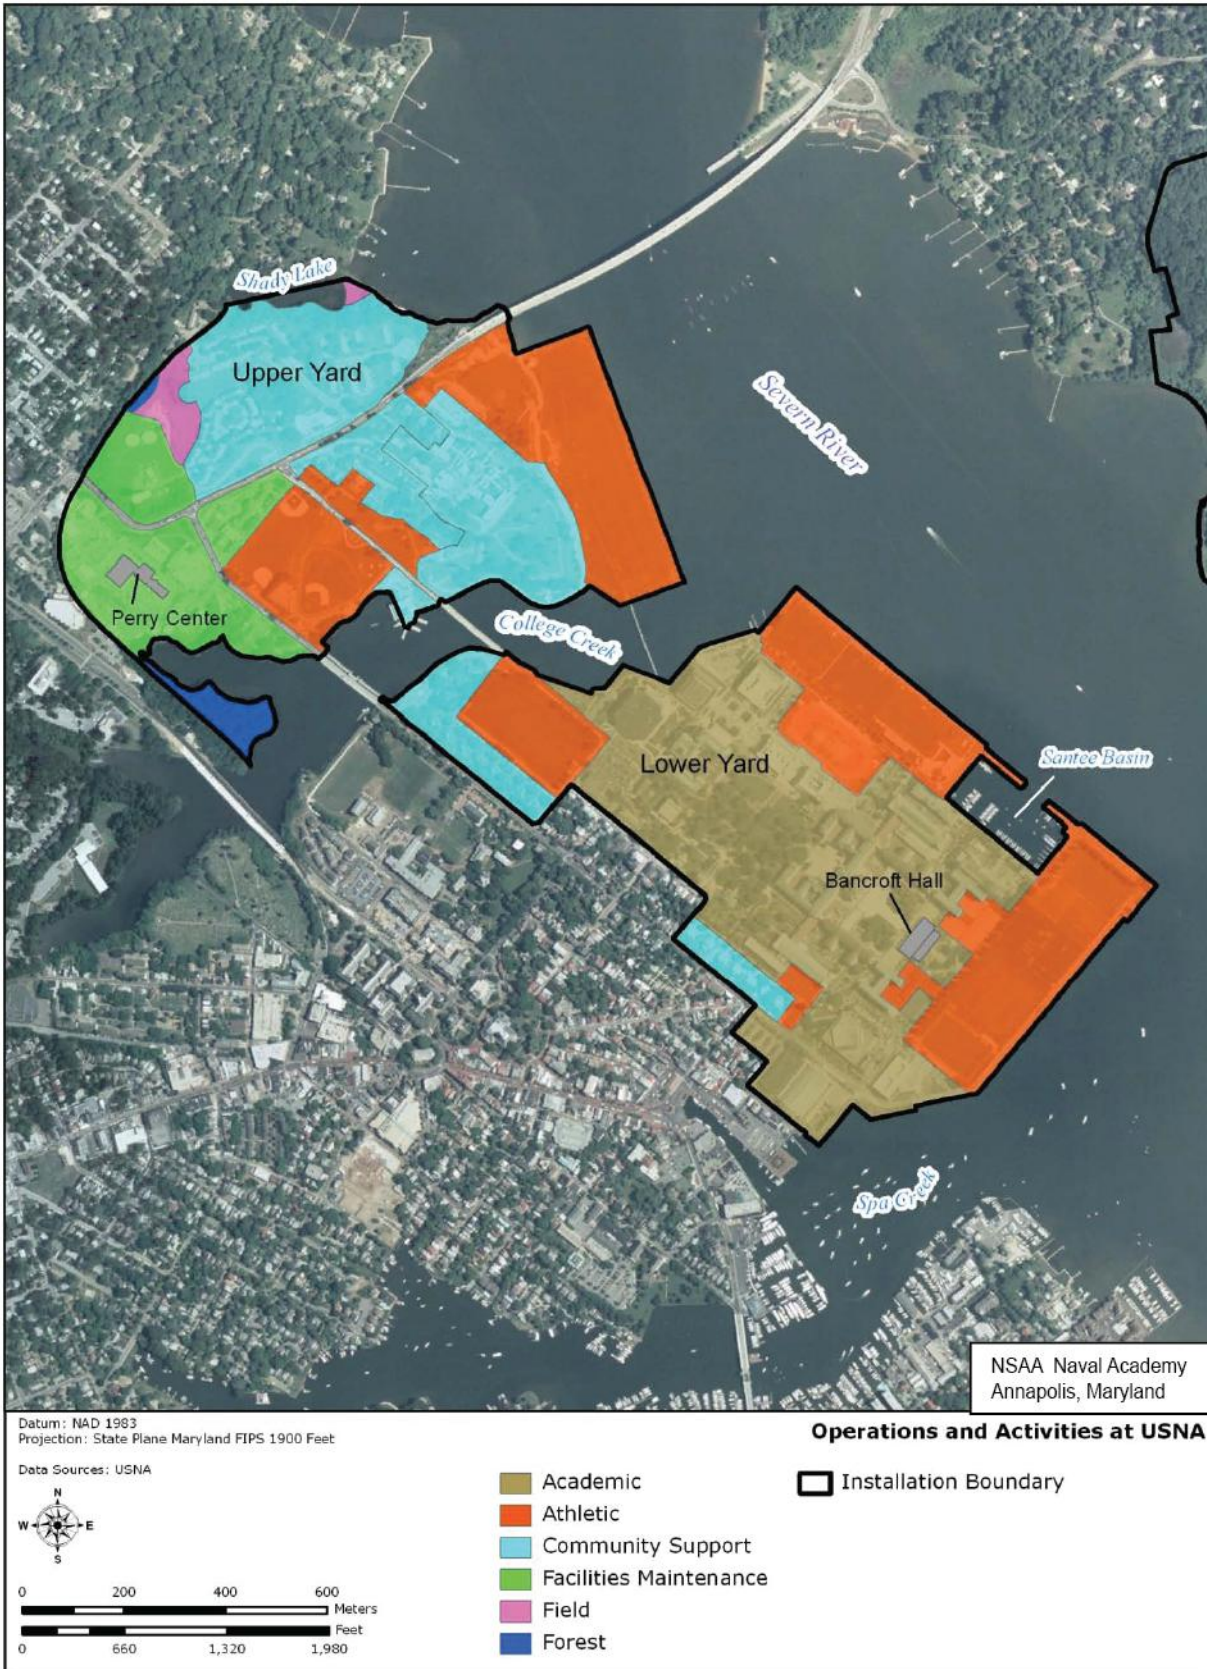 Shady Lake
Upper Yard
Severn River
Perry Center
College Creek
Lower Yard
Santee Basin
Bancroft Hall
Spa Creek
NSAA Naval Academy
Annapolis, Maryland
Datum: NAD 1983
Projection: State Plane Maryland FIPS 1900 Feet
Operations and Activities at USNA
Data Sources: USNA
N
W E
S
Academic
Athletic
Community Support
Facilities Maintenance
Field
Forest
Installation Boundary
0 200 400 600
Meters
Feet
0 660 1,320 1,980